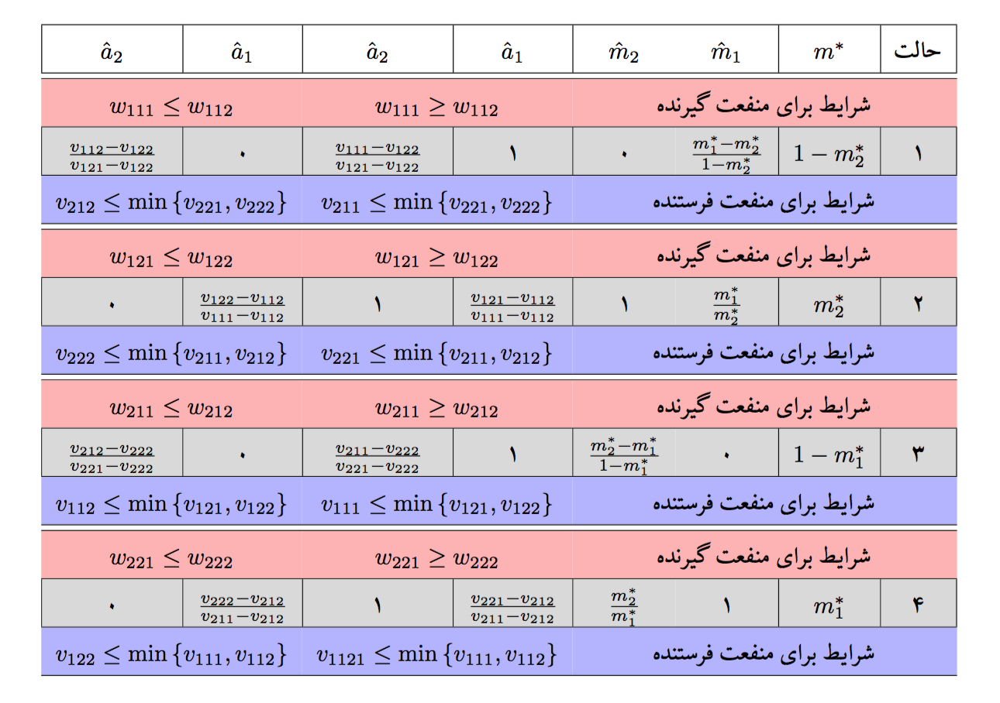 حالت $m^*$ $\hat{m}_1$ $\hat{m}_2$ $\hat{a}_1$ $\hat{a}_2$ $\hat{a}_1$ $\hat{a}_2$
شرایط برای منفعت گیرنده $w_{111} \geq w_{112}$ $w_{111} \leq w_{112}$
۱ $1-m_2^*$ $\frac{m_1^*-m_2^*}{1-m_2^*}$ ۰ ۱ $\frac{v_{111}-v_{122}}{v_{121}-v_{122}}$ ۰ $\frac{v_{112}-v_{122}}{v_{121}-v_{122}}$
شرایط برای منفعت فرستنده $v_{211} \leq \min\{v_{221}, v_{222}\}$ $v_{212} \leq \min\{v_{221}, v_{222}\}$
شرایط برای منفعت گیرنده $w_{121} \geq w_{122}$ $w_{121} \leq w_{122}$
۲ $m_2^*$ $\frac{m_1^*}{m_2^*}$ ۱ $\frac{v_{121}-v_{112}}{v_{111}-v_{112}}$ ۱ $\frac{v_{122}-v_{112}}{v_{111}-v_{112}}$ ۰
شرایط برای منفعت فرستنده $v_{221} \leq \min\{v_{211}, v_{212}\}$ $v_{222} \leq \min\{v_{211}, v_{212}\}$
شرایط برای منفعت گیرنده $w_{211} \geq w_{212}$ $w_{211} \leq w_{212}$
۳ $1-m_1^*$ ۰ $\frac{m_2^*-m_1^*}{1-m_1^*}$ ۱ $\frac{v_{211}-v_{222}}{v_{221}-v_{222}}$ ۰ $\frac{v_{212}-v_{222}}{v_{221}-v_{222}}$
شرایط برای منفعت فرستنده $v_{111} \leq \min\{v_{121}, v_{122}\}$ $v_{112} \leq \min\{v_{121}, v_{122}\}$
شرایط برای منفعت گیرنده $w_{221} \geq w_{222}$ $w_{221} \leq w_{222}$
۴ $m_1^*$ ۱ $\frac{m_2^*}{m_1^*}$ $\frac{v_{221}-v_{212}}{v_{211}-v_{212}}$ ۱ $\frac{v_{222}-v_{212}}{v_{211}-v_{212}}$ ۰
شرایط برای منفعت فرستنده $v_{1121} \leq \min\{v_{111}, v_{112}\}$ $v_{122} \leq \min\{v_{111}, v_{112}\}$